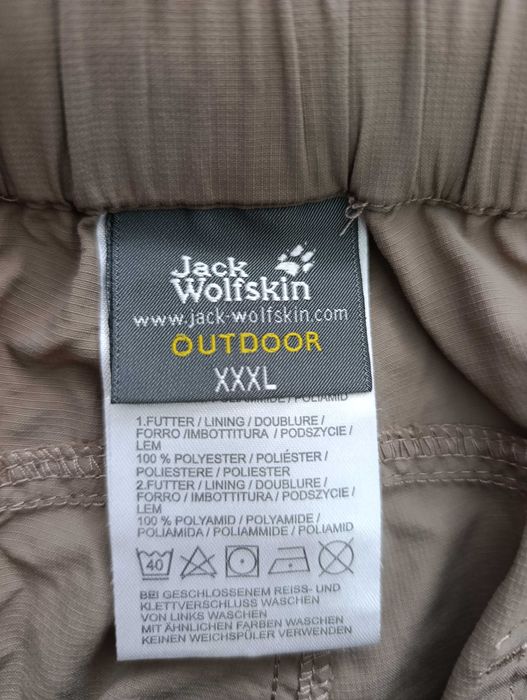 Jack
Wolfskin
www.jack-wolfskin.com
OUTDOOR
XXXL
POLIAMMIDE / POLIAMID
1.FUTTER / LINING / DOUBLURE /
FORRO /IMBOTTITURA / PODSZYCIE /
LEM
100 % POLYESTER / POLIÉSTER /
POLIESTERE / POLIESTER
2.FUTTER / LINING / DOUBLURE /
FORRO / IMBOTTITURA / PODSZYCIE /
LEM
100 % POLYAMID / POLYAMIDE /
POLIAMIDA / POLIAMMIDE / POLIAMID
40
BEI GESCHLOSSENEM REISS- UND
KLETTVERSCHLUSS WASCHEN
VON LINKS WASCHEN
MIT ÄHNLICHEN FARBEN WASCHEN
KEINEN WEICHSPÜLER VERWENDEN